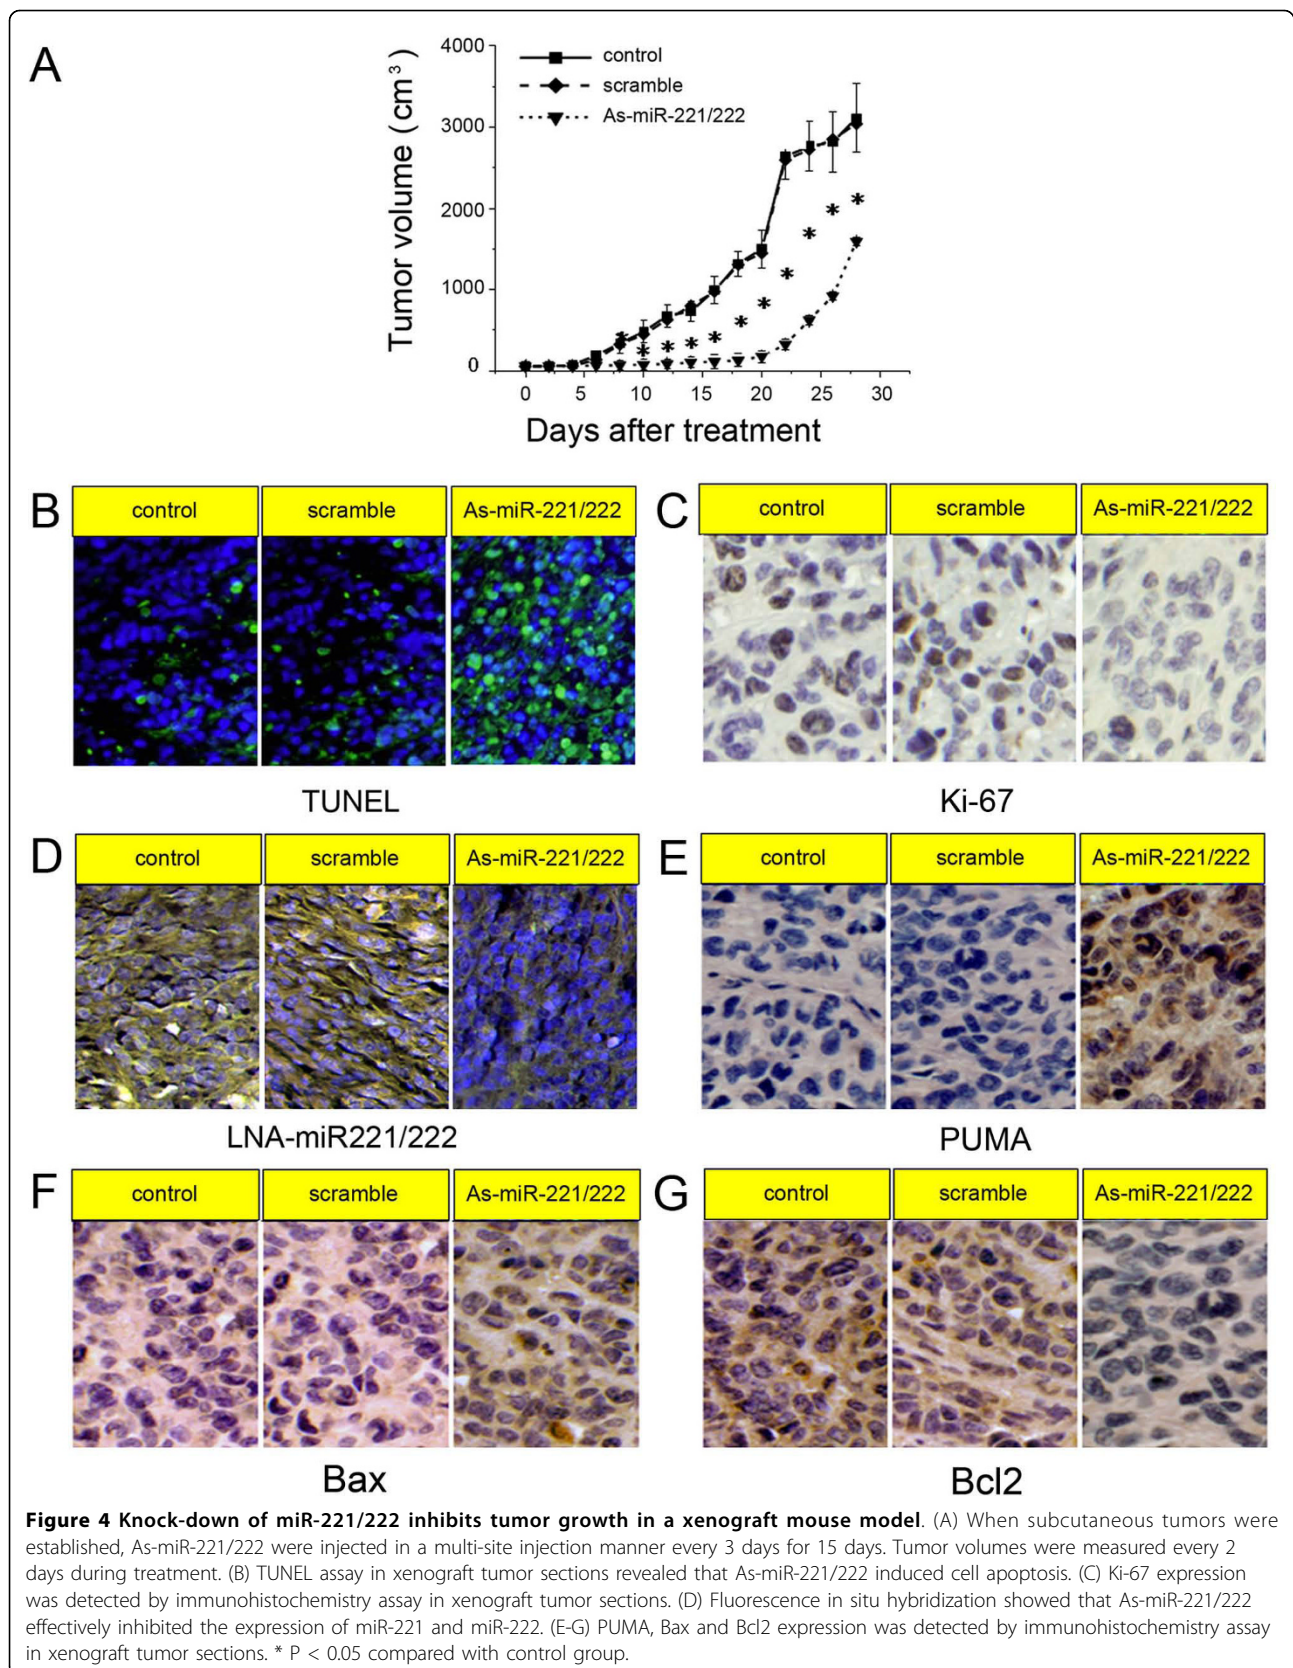 A
4000
3000
2000
1000
0
Tumor volume (cm³)
control
scramble
As-miR-221/222
* * * * * * * * * * *
0 5 10 15 20 25 30
Days after treatment
B
control scramble As-miR-221/222
TUNEL
C
control scramble As-miR-221/222
Ki-67
D
control scramble As-miR-221/222
LNA-miR221/222
E
control scramble As-miR-221/222
PUMA
F
control scramble As-miR-221/222
Bax
G
control scramble As-miR-221/222
Bcl2
Figure 4 Knock-down of miR-221/222 inhibits tumor growth in a xenograft mouse model. (A) When subcutaneous tumors were
established, As-miR-221/222 were injected in a multi-site injection manner every 3 days for 15 days. Tumor volumes were measured every 2
days during treatment. (B) TUNEL assay in xenograft tumor sections revealed that As-miR-221/222 induced cell apoptosis. (C) Ki-67 expression
was detected by immunohistochemistry assay in xenograft tumor sections. (D) Fluorescence in situ hybridization showed that As-miR-221/222
effectively inhibited the expression of miR-221 and miR-222. (E-G) PUMA, Bax and Bcl2 expression was detected by immunohistochemistry assay
in xenograft tumor sections. * P < 0.05 compared with control group.